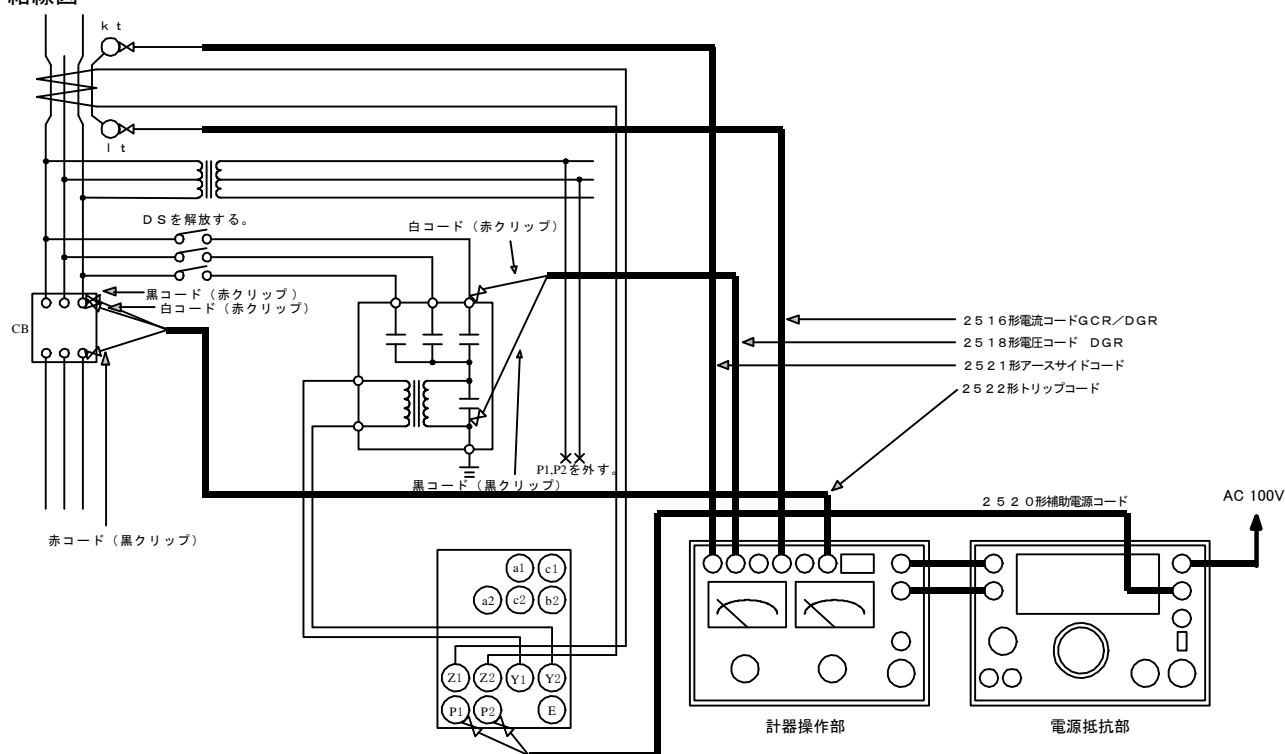 結線図
k t
l t
DSを解放する。
白コード（赤クリップ）
黒コード（赤クリップ）
白コード（赤クリップ）
CB
2516形電流コードGCR／DGR
2518形電圧コード DGR
2521形アースサイドコード
2522形トリップコード
P1,P2を外す。
黒コード（黒クリップ）
2520形補助電源コード
AC 100V
赤コード（黒クリップ）
a1 c1
a2 c2 b2
Z1 Z2 Y1 Y2
P1 P2 E
計器操作部
電源抵抗部